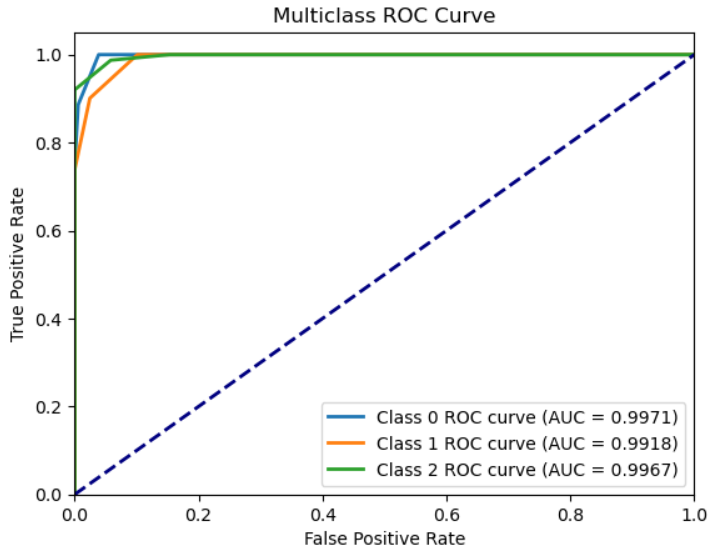 Multiclass ROC Curve
True Positive Rate
1.0
0.8
0.6
0.4
0.2
0.0
Class 0 ROC curve (AUC = 0.9971)
Class 1 ROC curve (AUC = 0.9918)
Class 2 ROC curve (AUC = 0.9967)
0.0 0.2 0.4 0.6 0.8 1.0
False Positive Rate